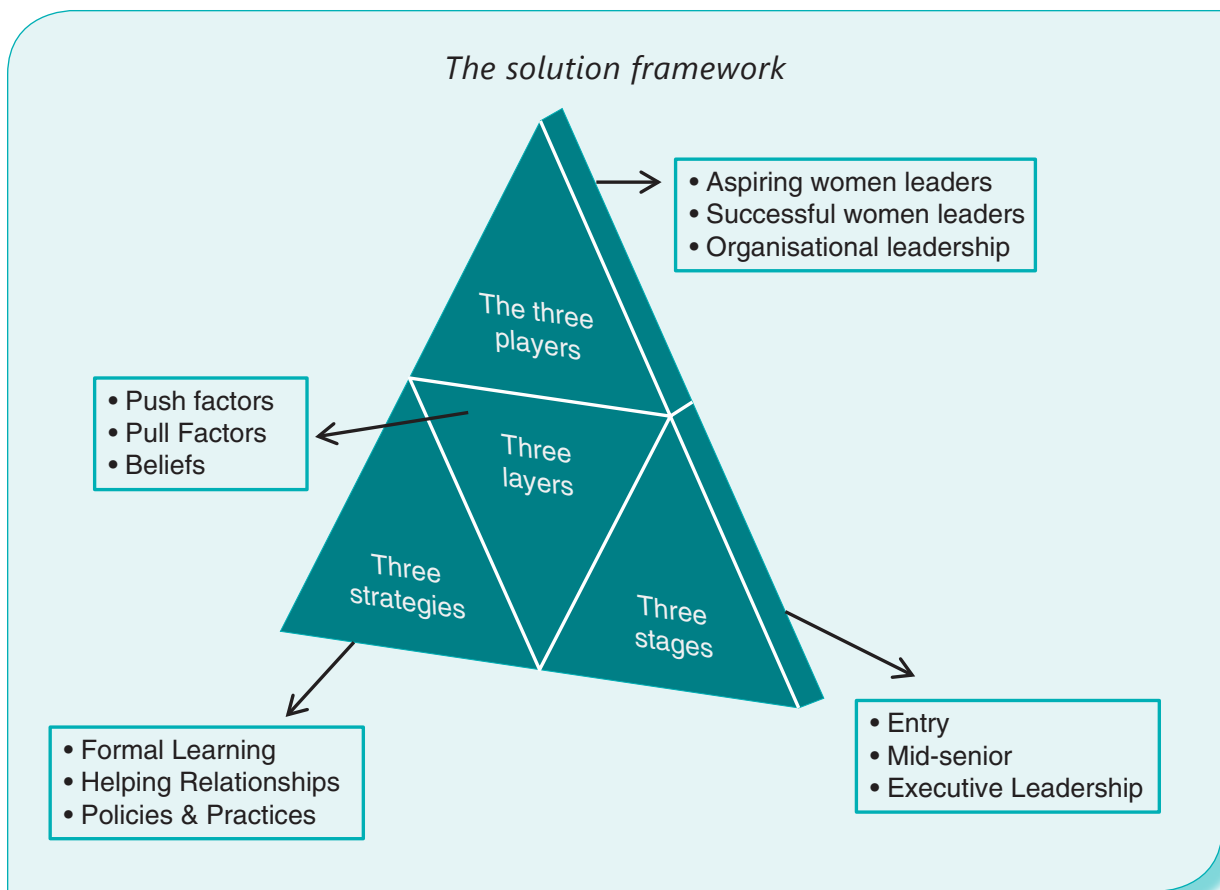 The solution framework
• Aspiring women leaders
• Successful women leaders
• Organisational leadership
The three
players
• Push factors
• Pull Factors
• Beliefs
Three
layers
Three
strategies
Three
stages
• Formal Learning
• Helping Relationships
• Policies & Practices
• Entry
• Mid-senior
• Executive Leadership